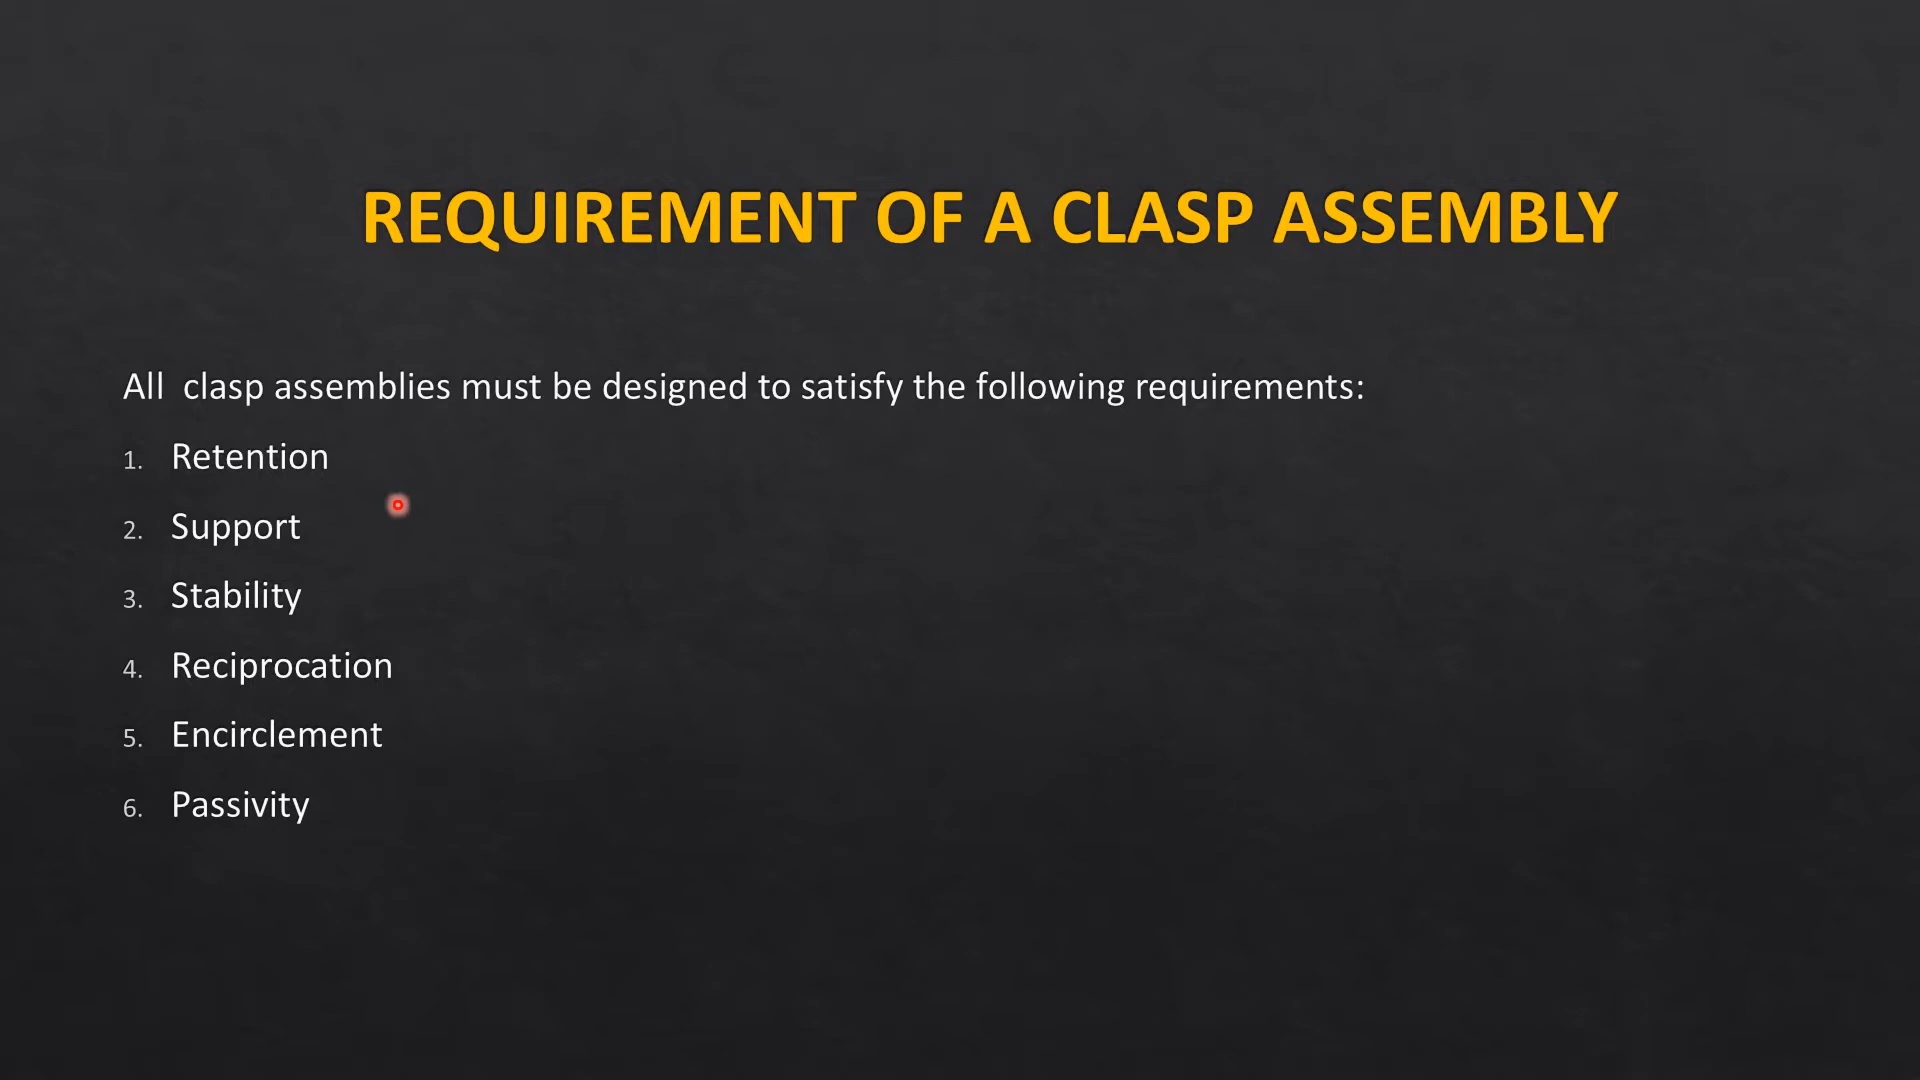 REQUIREMENT OF A CLASP ASSEMBLY
All  clasp assemblies must be designed to satisfy the following requirements:
1. Retention
2. Support
3. Stability
4. Reciprocation
5. Encirclement
6. Passivity